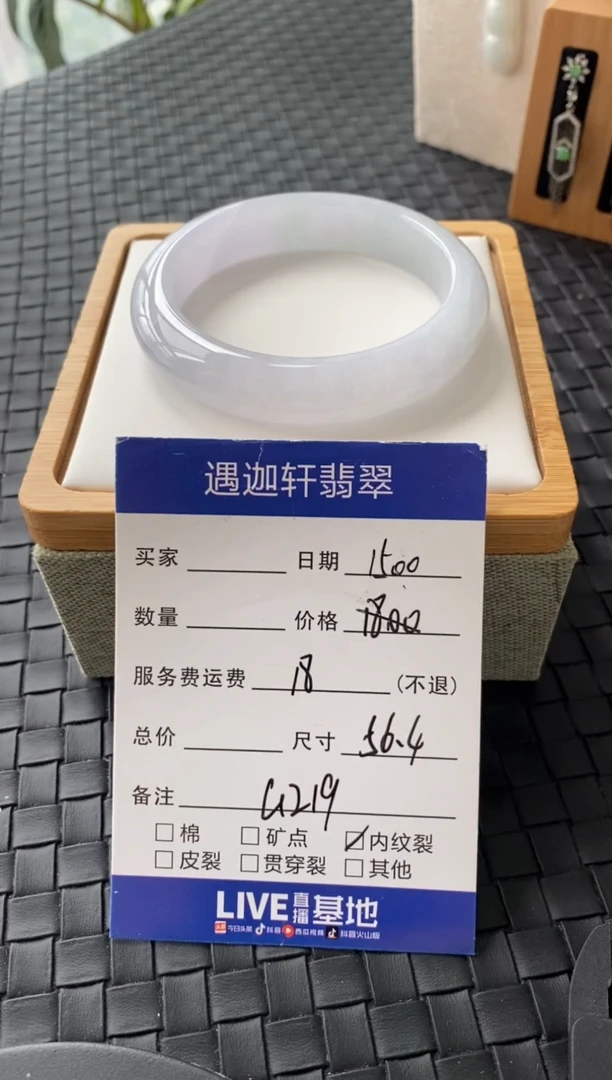 遇迦轩翡翠
买家 日期 1500
数量 价格 1800
服务费运费 18 (不退)
总价 尺寸 56.4
备注 G219
□棉 □矿点 ☑内纹裂
□皮裂 □贯穿裂 □其他
LIVE直播基地
头条 今日头条 抖音 西瓜视频 抖音火山版